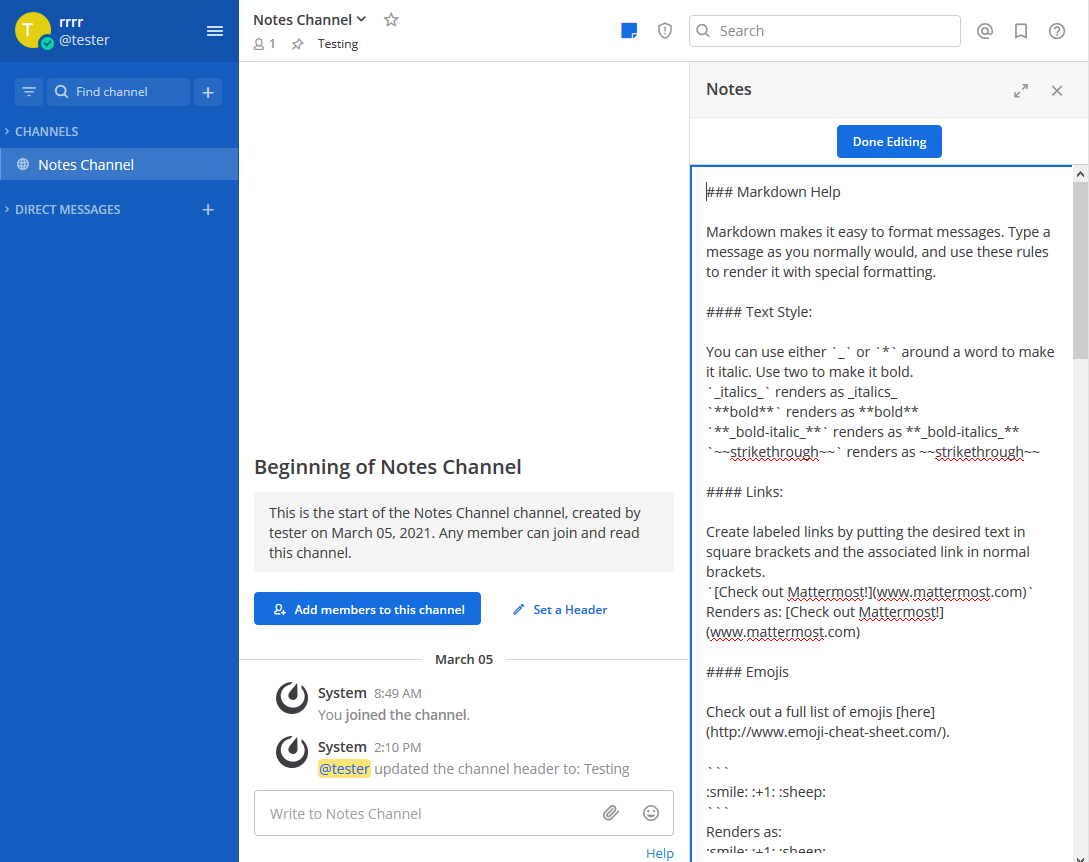 T
rrrr
@tester
Find channel
CHANNELS
Notes Channel
DIRECT MESSAGES
Notes Channel
1
Testing
Search
Beginning of Notes Channel
This is the start of the Notes Channel channel, created by
tester on March 05, 2021. Any member can join and read
this channel.
Add members to this channel
Set a Header
March 05
System 8:49 AM
You joined the channel.
System 2:10 PM
@tester updated the channel header to: Testing
Write to Notes Channel
Help
Notes
Done Editing
### Markdown Help
Markdown makes it easy to format messages. Type a
message as you normally would, and use these rules
to render it with special formatting.
#### Text Style:
You can use either `_` or `*` around a word to make
it italic. Use two to make it bold.
`_italics_` renders as _italics_
`**bold**` renders as **bold**
`**_bold-italic_**` renders as **_bold-italics_**
`~~strikethrough~~` renders as ~~strikethrough~~
#### Links:
Create labeled links by putting the desired text in
square brackets and the associated link in normal
brackets.
`[Check out Mattermost!](www.mattermost.com)`
Renders as: [Check out Mattermost!]
(www.mattermost.com)
#### Emojis
Check out a full list of emojis [here]
(http://www.emoji-cheat-sheet.com/).
```
:smile: :+1: :sheep:
```
Renders as:
:smile: :+1: :sheep: